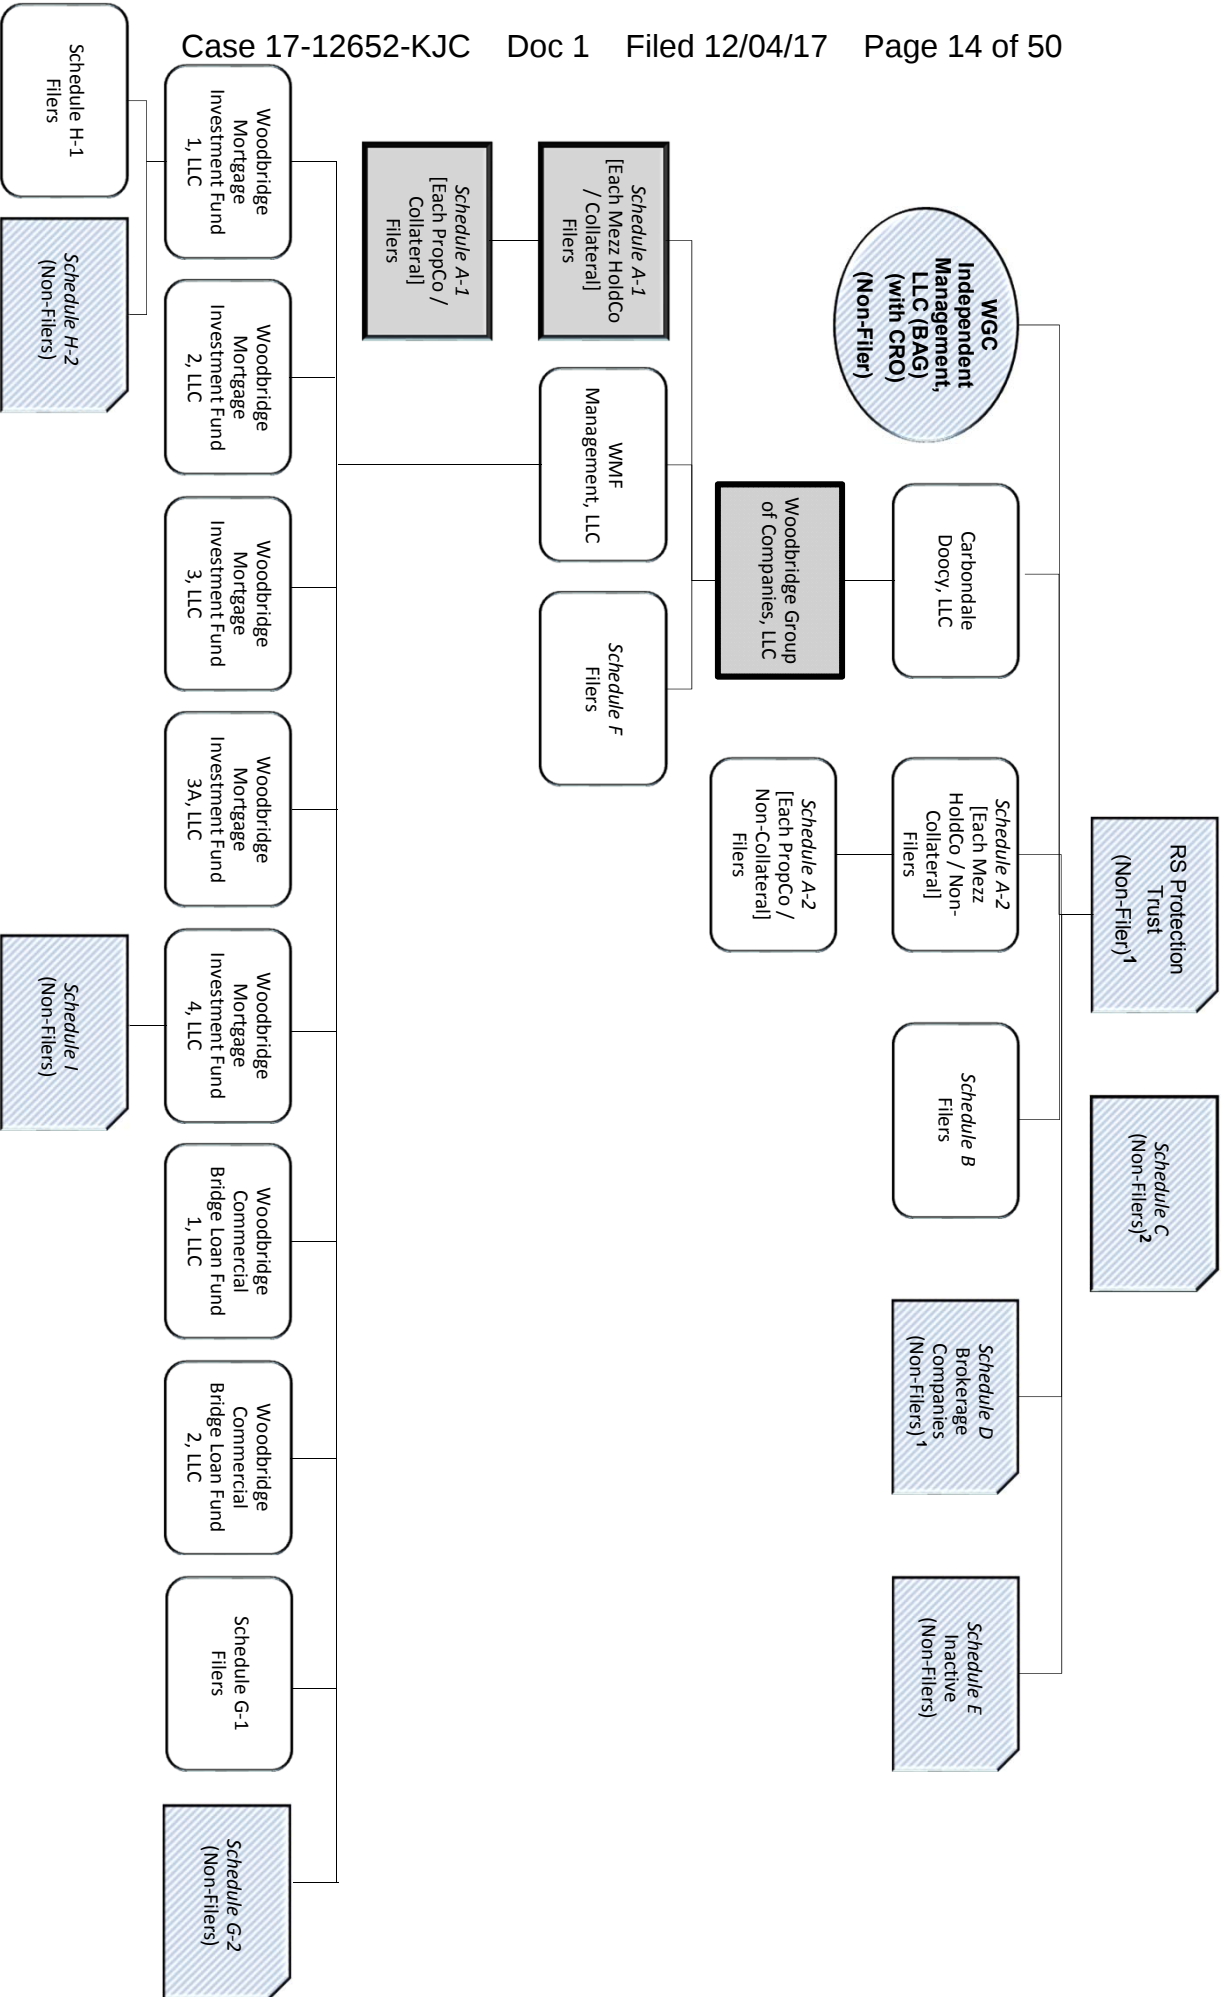 Case 17-12652-KJC Doc 1 Filed 12/04/17 Page 14 of 50
RS Protection
Trust
(Non-Filer)1
Schedule C
(Non-Filers)2
WGC
Independent
Management,
LLC (BAG)
(with CRO)
(Non-Filer)
Carbondale
Doocy, LLC
Schedule A-2
[Each Mezz
HoldCo / Non-
Collateral]
Filers
Schedule B
Filers
Schedule D
Brokerage
Companies
(Non-Filers) 1
Schedule E
Inactive
(Non-Filers)
Woodbridge Group
of Companies, LLC
Schedule A-2
[Each PropCo /
Non-Collateral]
Filers
Schedule A-1
[Each Mezz HoldCo
/ Collateral]
Filers
WMF
Management, LLC
Schedule F
Filers
Schedule A-1
[Each PropCo /
Collateral]
Filers
Woodbridge
Mortgage
Investment Fund
1, LLC
Woodbridge
Mortgage
Investment Fund
2, LLC
Woodbridge
Mortgage
Investment Fund
3, LLC
Woodbridge
Mortgage
Investment Fund
3A, LLC
Woodbridge
Mortgage
Investment Fund
4, LLC
Woodbridge
Commercial
Bridge Loan Fund
1, LLC
Woodbridge
Commercial
Bridge Loan Fund
2, LLC
Schedule G-1
Filers
Schedule G-2
(Non-Filers)
Schedule H-1
Filers
Schedule H-2
(Non-Filers)
Schedule I
(Non-Filers)